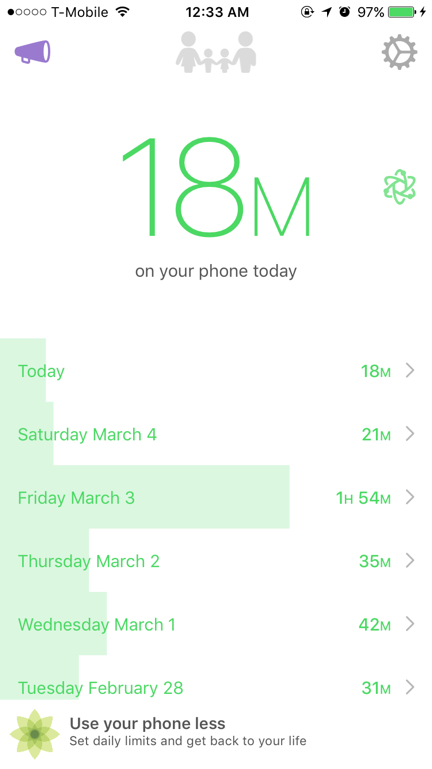 T-Mobile 12:33 AM 97%
18M
on your phone today
Today 18M
Saturday March 4 21M
Friday March 3 1H 54M
Thursday March 2 35M
Wednesday March 1 42M
Tuesday February 28 31M
Use your phone less
Set daily limits and get back to your life